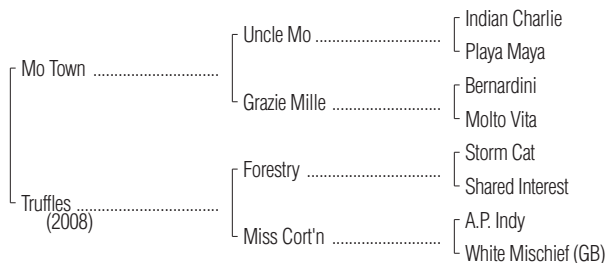 Indian Charlie
Uncle Mo ........................................
Playa Maya
Mo Town ........................................
Bernardini
Grazie Mille ........................................
Molto Vita
Storm Cat
Forestry ........................................
Shared Interest
Truffles ........................................
(2008)
A.P. Indy
Miss Cort'n ........................................
White Mischief (GB)